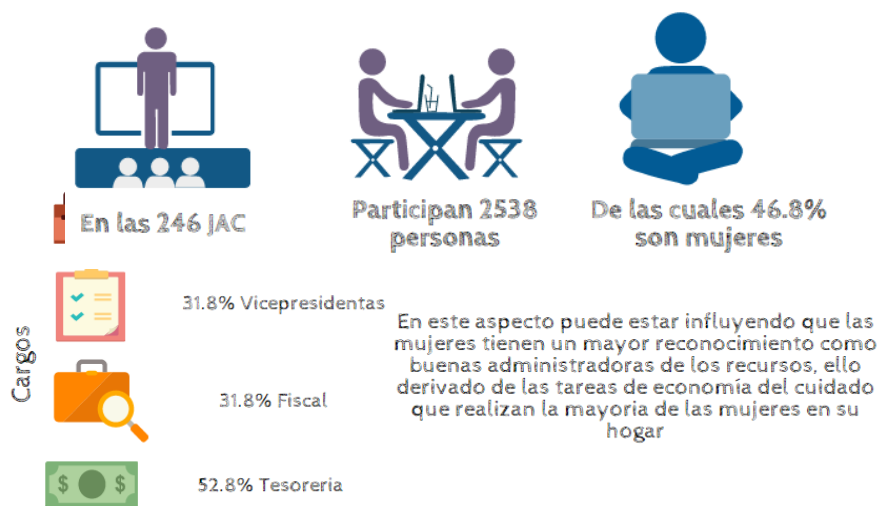 En las 246 JAC
Participan 2538
personas
De las cuales 46.8%
son mujeres
Cargos
31.8% Vicepresidentas
31.8% Fiscal
52.8% Tesoreria
En este aspecto puede estar influyendo que las
mujeres tienen un mayor reconocimiento como
buenas administradoras de los recursos, ello
derivado de las tareas de economía del cuidado
que realizan la mayoria de las mujeres en su
hogar